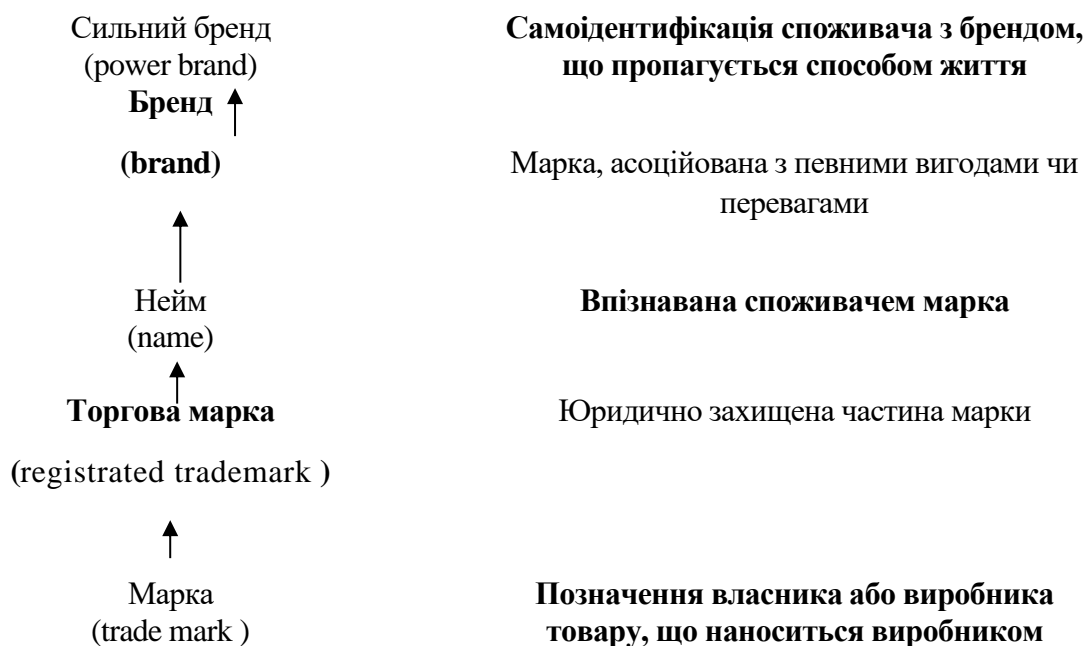 Сильний бренд
(power brand)
Самоідентифікація споживача з брендом,
що пропагується способом життя
Бренд
(brand)
Марка, асоційована з певними вигодами чи
перевагами
Нейм
(name)
Впізнавана споживачем марка
Торгова марка
Юридично захищена частина марки
(registrated trademark )
Марка
(trade mark )
Позначення власника або виробника
товару, що наноситься виробником